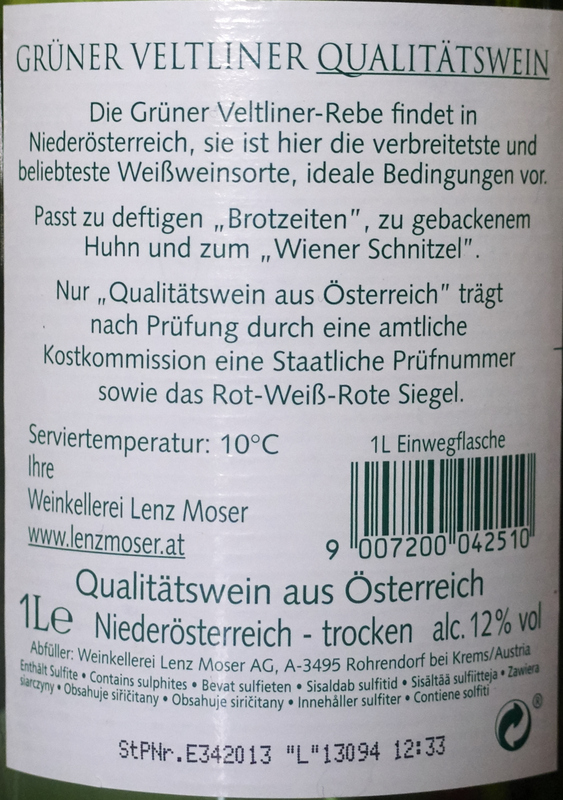 GRÜNER VELTLINER QUALITÄTSWEIN
Die Grüner Veltliner-Rebe findet in
Niederösterreich, sie ist hier die verbreitetste und
beliebteste Weißweinsorte, ideale Bedingungen vor.
Passt zu deftigen „Brotzeiten”, zu gebackenem
Huhn und zum „Wiener Schnitzel”.
Nur „Qualitätswein aus Österreich” trägt
nach Prüfung durch eine amtliche
Kostkommission eine Staatliche Prüfnummer
sowie das Rot-Weiß-Rote Siegel.
Serviertemperatur: 10°C
Ihre
Weinkellerei Lenz Moser
www.lenzmoser.at
1L Einwegflasche
9 007200 042510
Qualitätswein aus Österreich
1Le Niederösterreich - trocken alc. 12% vol
Abfüller: Weinkellerei Lenz Moser AG, A-3495 Rohrendorf bei Krems/Austria
Enthält Sulfite • Contains sulphites • Bevat sulfieten • Sisaldab sulfitid • Sisältää sulfiitteja • Zawiera
siarczyny • Obsahuje siřičitany • Obsahuje siričitany • Innehåller sulfiter • Contiene solfiti
®
StPNr.E342013 "L"13094 12:33